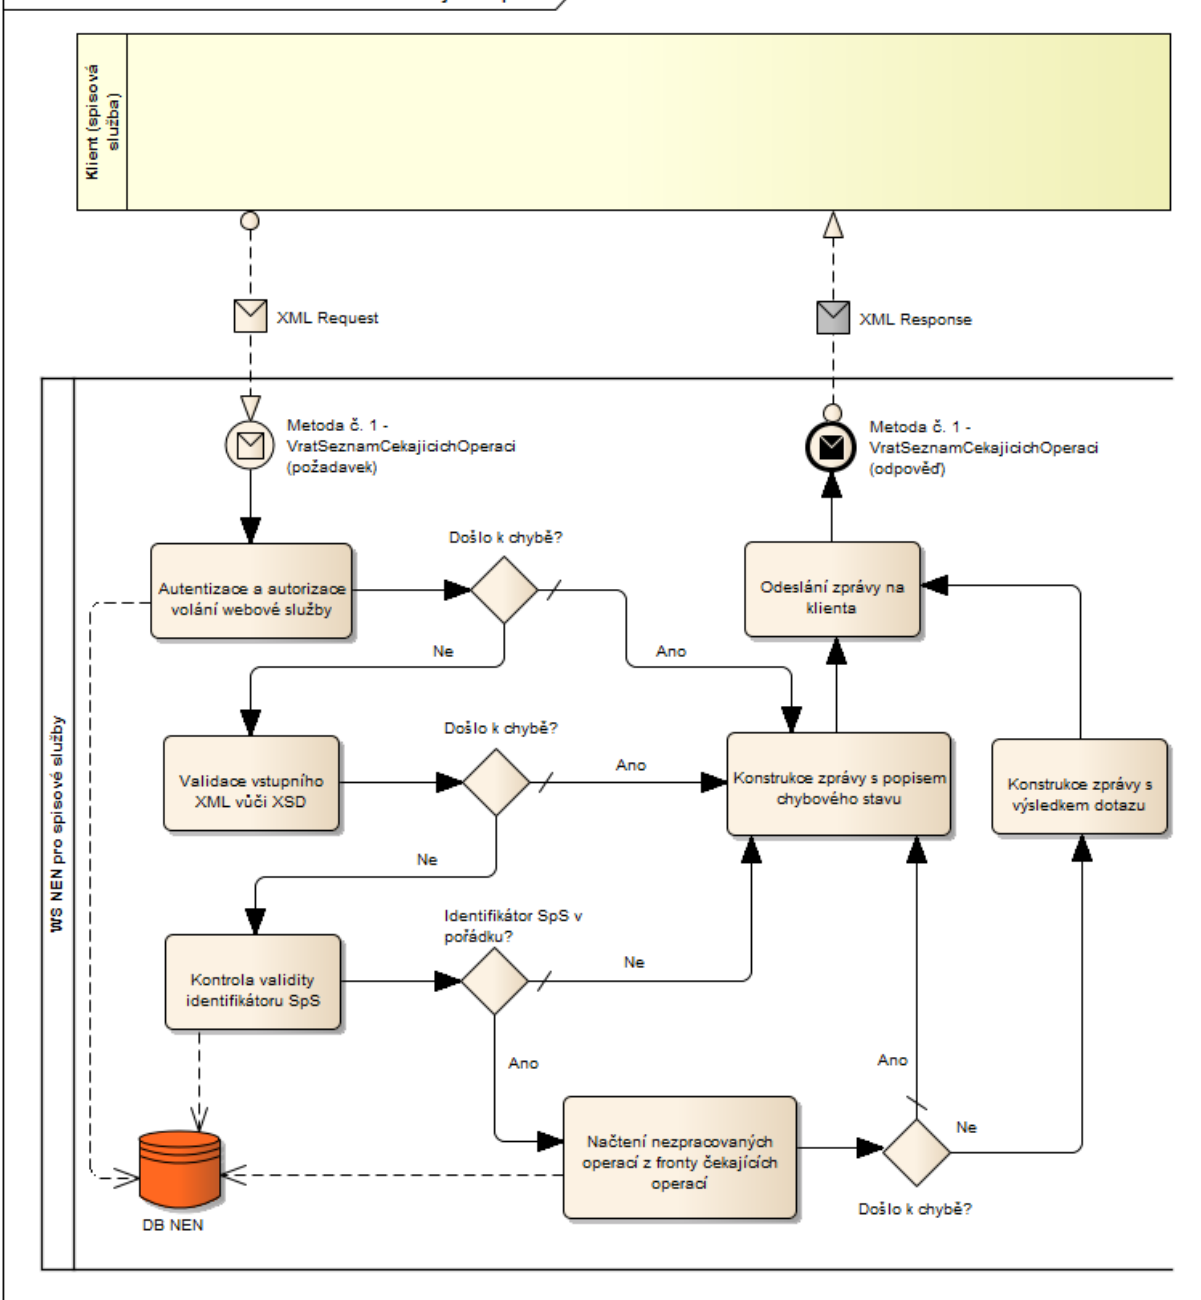 Klient (spisová
služba)
XML Request
XML Response
WS NEN pro spisové služby
Metoda č. 1 -
VratSeznamCekajicichOperaci
(požadavek)
Metoda č. 1 -
VratSeznamCekajicichOperaci
(odpověď)
Autentizace a autorizace
volání webové služby
Došlo k chybě?
Odeslání zprávy na
klienta
Ne
Ano
Validace vstupního
XML vůči XSD
Došlo k chybě?
Ano
Konstrukce zprávy s popisem
chybového stavu
Konstrukce zprávy s
výsledkem dotazu
Ne
Kontrola validity
identifikátoru SpS
Identifikátor SpS v
pořádku?
Ne
Ano
Načtení nezpracovaných
operací z fronty čekajících
operací
Ano
Ne
Došlo k chybě?
DB NEN